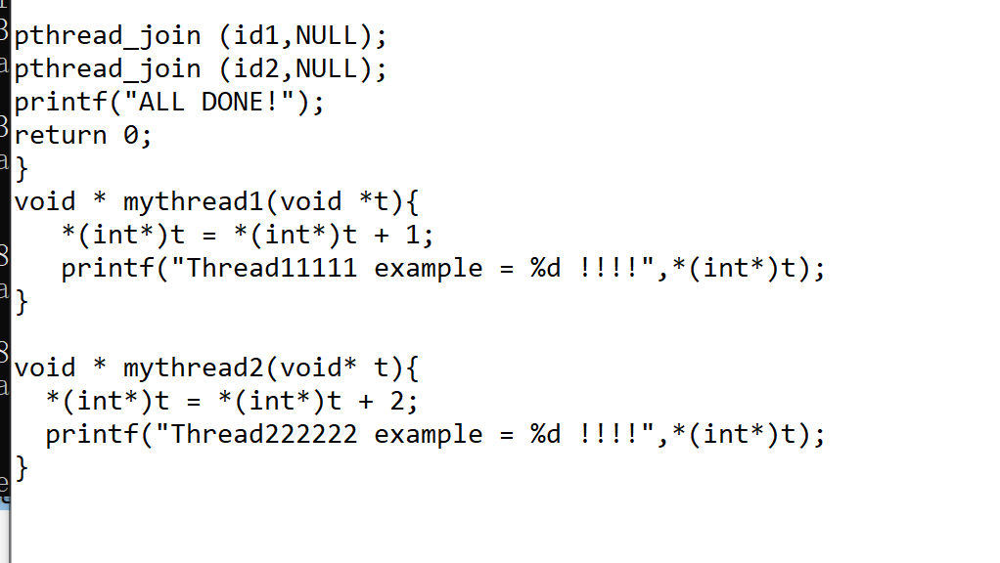 pthread_join (id1,NULL);
pthread_join (id2,NULL);
printf("ALL DONE!");
return 0;
}
void * mythread1(void *t){
   *(int*)t = *(int*)t + 1;
   printf("Thread11111 example = %d !!!!",*(int*)t);
}

void * mythread2(void* t){
  *(int*)t = *(int*)t + 2;
  printf("Thread222222 example = %d !!!!",*(int*)t);
}